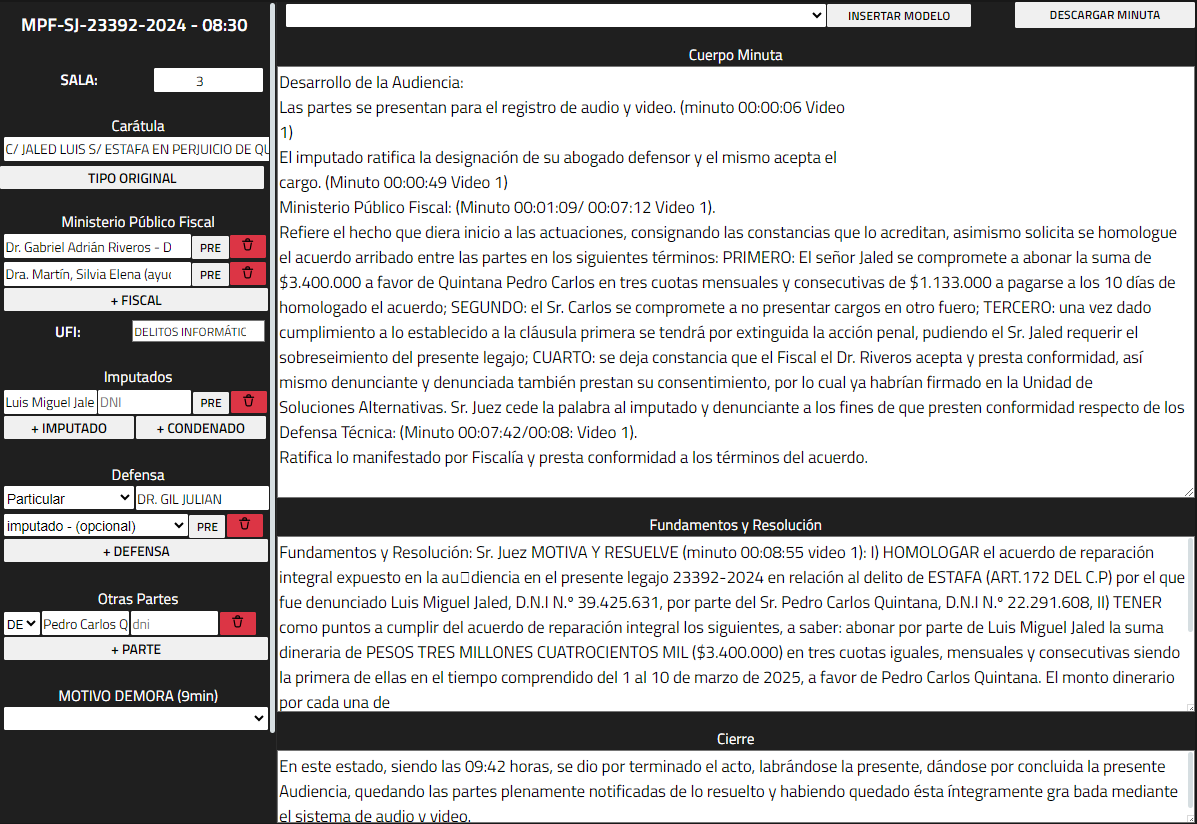 MPF-SJ-23392-2024 - 08:30
SALA:
3
Carátula
C/ JALED LUIS S/ ESTAFA EN PERJUICIO DE QU
TIPO ORIGINAL
Ministerio Público Fiscal
Dr. Gabriel Adrián Riveros - D
PRE
Dra. Martín, Silvia Elena (ayuc
PRE
+ FISCAL
UFI:
DELITOS INFORMÁTIC
Imputados
Luis Miguel Jale
DNI
PRE
+ IMPUTADO
+ CONDENADO
Defensa
Particular
DR. GIL JULIAN
imputado - (opcional)
PRE
+ DEFENSA
Otras Partes
DE
Pedro Carlos Q
dni
+ PARTE
MOTIVO DEMORA (9min)
INSERTAR MODELO
DESCARGAR MINUTA
Cuerpo Minuta
Desarrollo de la Audiencia:
Las partes se presentan para el registro de audio y video. (minuto 00:00:06 Video
1)
El imputado ratifica la designación de su abogado defensor y el mismo acepta el
cargo. (Minuto 00:00:49 Video 1)
Ministerio Público Fiscal: (Minuto 00:01:09/ 00:07:12 Video 1).
Refiere el hecho que diera inicio a las actuaciones, consignando las constancias que lo acreditan, asimismo solicita se homologue
el acuerdo arribado entre las partes en los siguientes términos: PRIMERO: El señor Jaled se compromete a abonar la suma de
$3.400.000 a favor de Quintana Pedro Carlos en tres cuotas mensuales y consecutivas de $1.133.000 a pagarse a los 10 días de
homologado el acuerdo; SEGUNDO: el Sr. Carlos se compromete a no presentar cargos en otro fuero; TERCERO: una vez dado
cumplimiento a lo establecido a la cláusula primera se tendrá por extinguida la acción penal, pudiendo el Sr. Jaled requerir el
sobreseimiento del presente legajo; CUARTO: se deja constancia que el Fiscal el Dr. Riveros acepta y presta conformidad, así
mismo denunciante y denunciada también prestan su consentimiento, por lo cual ya habrían firmado en la Unidad de
Soluciones Alternativas. Sr. Juez cede la palabra al imputado y denunciante a los fines de que presten conformidad respecto de los
Defensa Técnica: (Minuto 00:07:42/00:08: Video 1).
Ratifica lo manifestado por Fiscalía y presta conformidad a los términos del acuerdo.
Fundamentos y Resolución
Fundamentos y Resolución: Sr. Juez MOTIVA Y RESUELVE (minuto 00:08:55 video 1): I) HOMOLOGAR el acuerdo de reparación
integral expuesto en la au□diencia en el presente legajo 23392-2024 en relación al delito de ESTAFA (ART.172 DEL C.P) por el que
fue denunciado Luis Miguel Jaled, D.N.I N.º 39.425.631, por parte del Sr. Pedro Carlos Quintana, D.N.I N.º 22.291.608, II) TENER
como puntos a cumplir del acuerdo de reparación integral los siguientes, a saber: abonar por parte de Luis Miguel Jaled la suma
dineraria de PESOS TRES MILLONES CUATROCIENTOS MIL ($3.400.000) en tres cuotas iguales, mensuales y consecutivas siendo
la primera de ellas en el tiempo comprendido del 1 al 10 de marzo de 2025, a favor de Pedro Carlos Quintana. El monto dinerario
por cada una de
Cierre
En este estado, siendo las 09:42 horas, se dio por terminado el acto, labrándose la presente, dándose por concluida la presente
Audiencia, quedando las partes plenamente notificadas de lo resuelto y habiendo quedado ésta íntegramente gra bada mediante
el sistema de audio y video.